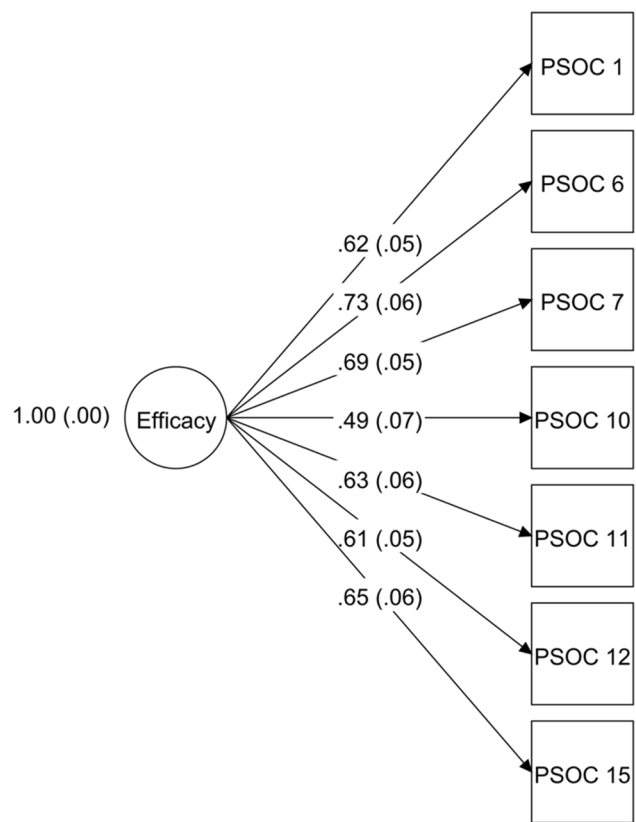 PSOC 1
PSOC 6
.62 (.05)
.73 (.06)
PSOC 7
.69 (.05)
1.00 (.00)
Efficacy
.49 (.07)
PSOC 10
.63 (.06)
.61 (.05)
PSOC 11
.65 (.06)
PSOC 12
PSOC 15